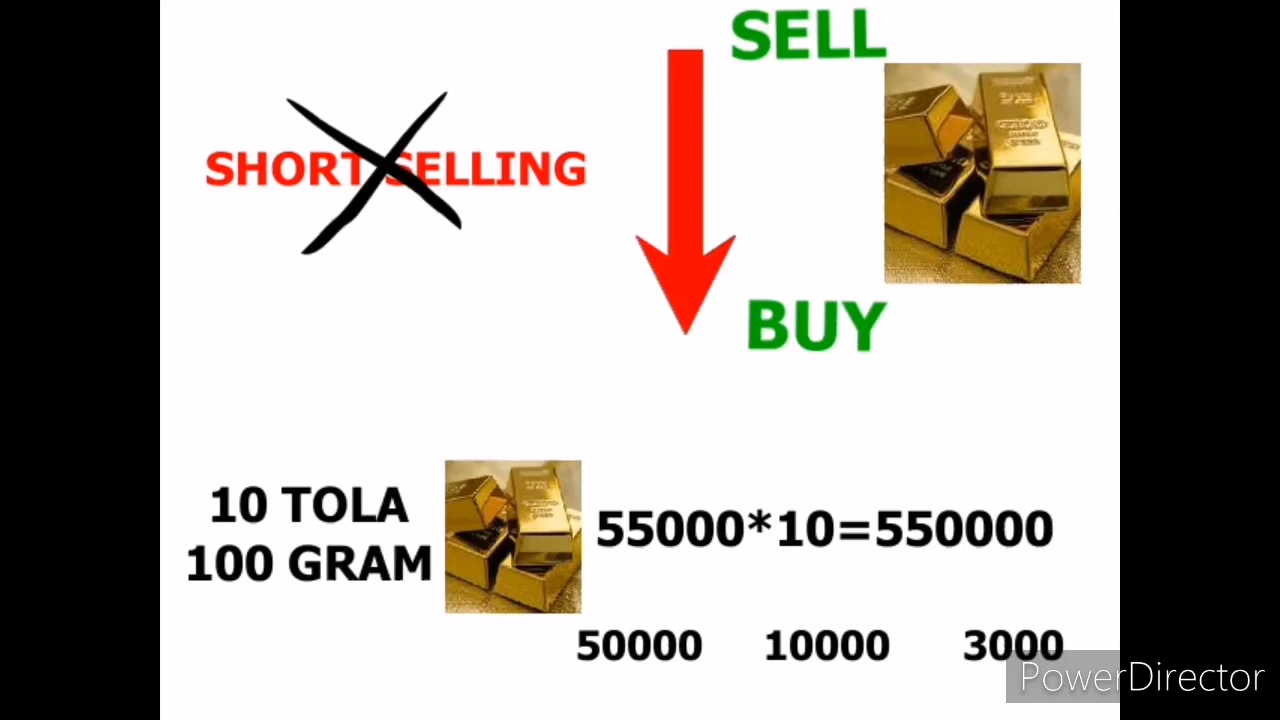 SELL
SHORT SELLING
BUY
10 TOLA
100 GRAM
55000*10=550000
50000 10000 3000
PowerDirector